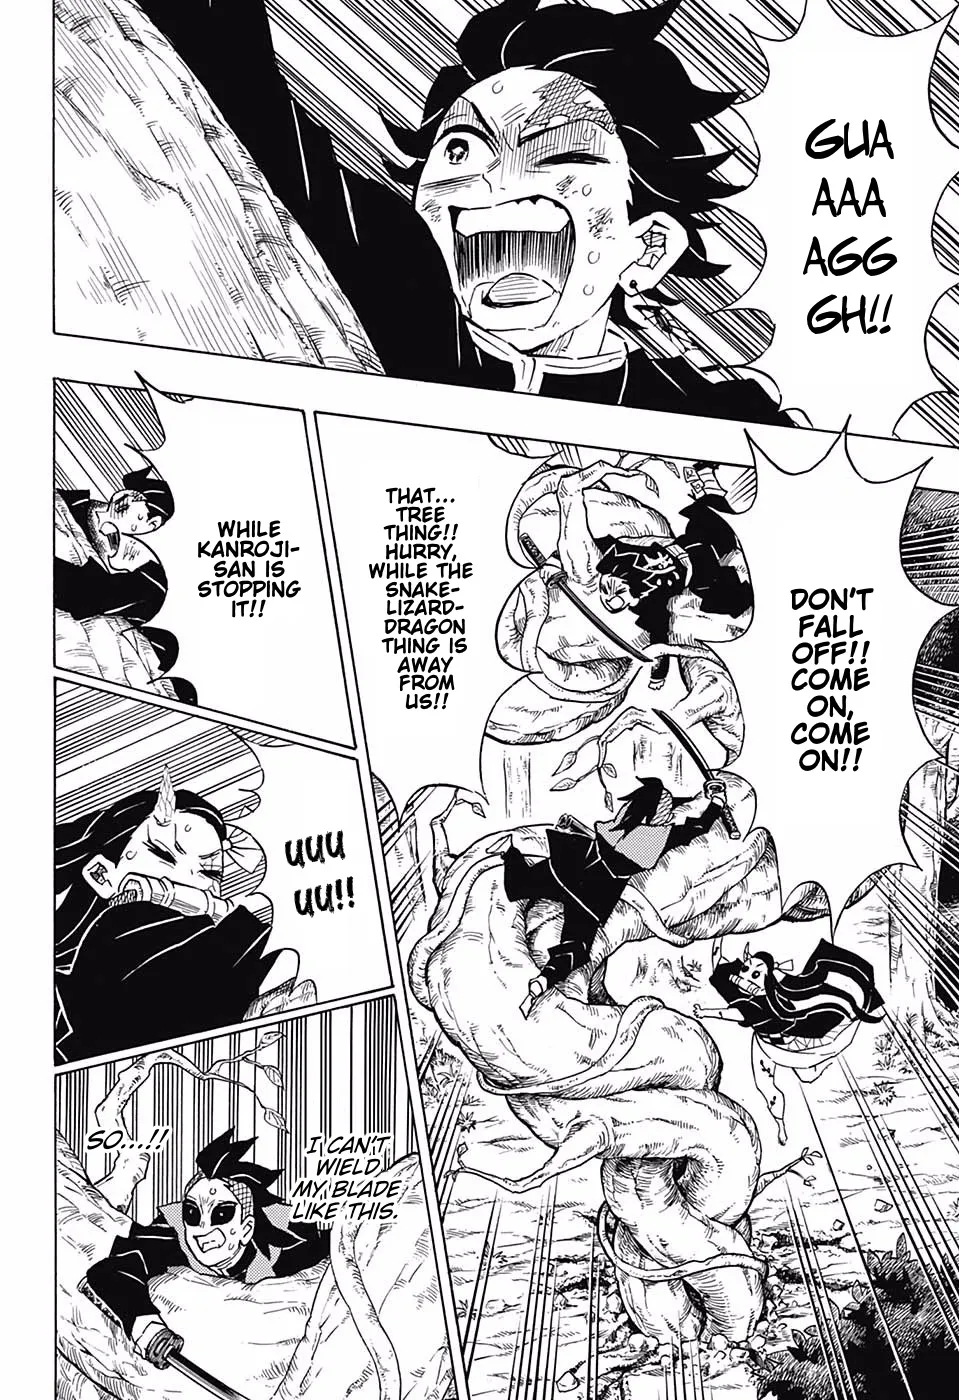 GUA
AAA
AGG
GH!!
DON'T
FALL
OFF!!
COME
ON,
COME
ON!!
THAT...
TREE
THING!!
HURRY,
WHILE THE
SNAKE-
LIZARD-
DRAGON
THING IS
AWAY
FROM
US!!
WHILE
KANROJI-
SAN IS
STOPPING
IT!!
UUU
UU!!
I CAN'T
WIELD
MY BLADE
LIKE THIS.
SO...!!